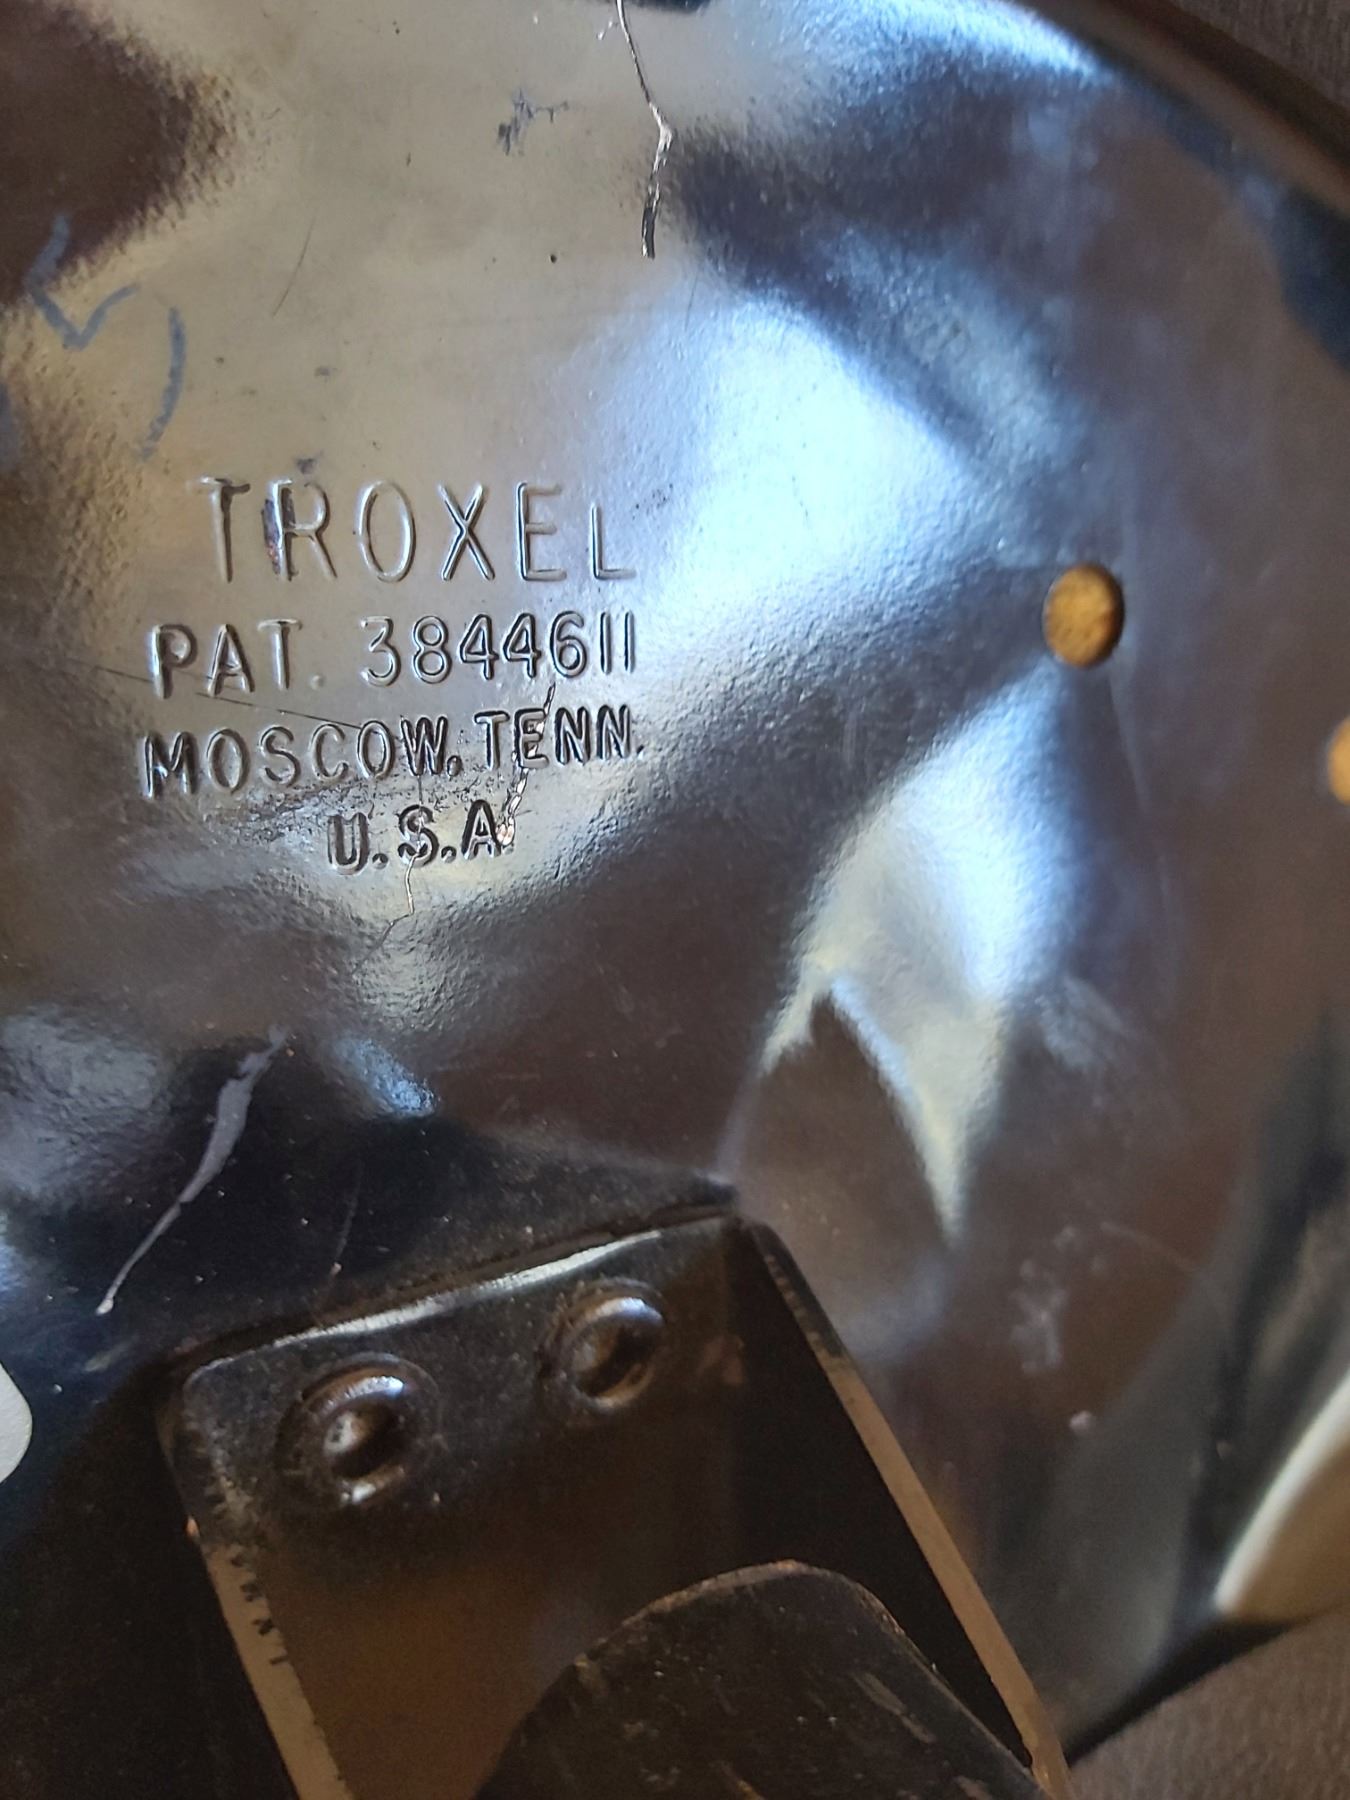 TROXEL
PAT. 3844611
MOSCOW, TENN.
U.S.A.